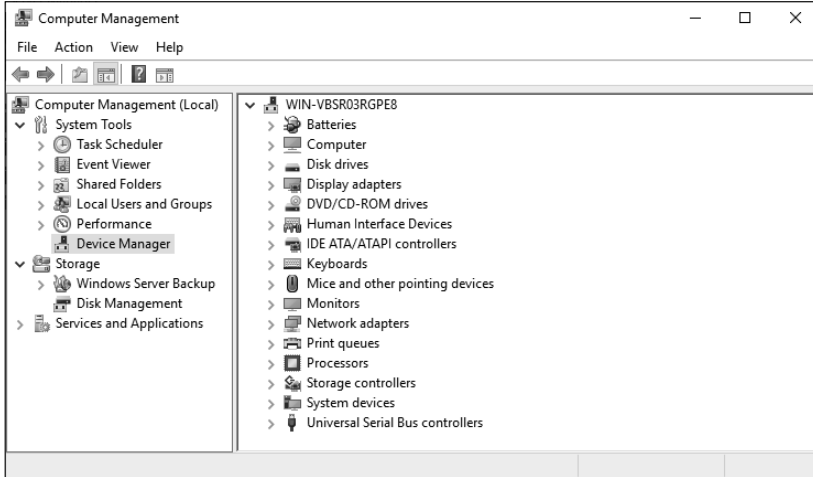 Computer Management
File Action View Help
Computer Management (Local)
System Tools
Task Scheduler
Event Viewer
Shared Folders
Local Users and Groups
Performance
Device Manager
Storage
Windows Server Backup
Disk Management
Services and Applications
WIN-VBSR03RGPE8
Batteries
Computer
Disk drives
Display adapters
DVD/CD-ROM drives
Human Interface Devices
IDE ATA/ATAPI controllers
Keyboards
Mice and other pointing devices
Monitors
Network adapters
Print queues
Processors
Storage controllers
System devices
Universal Serial Bus controllers